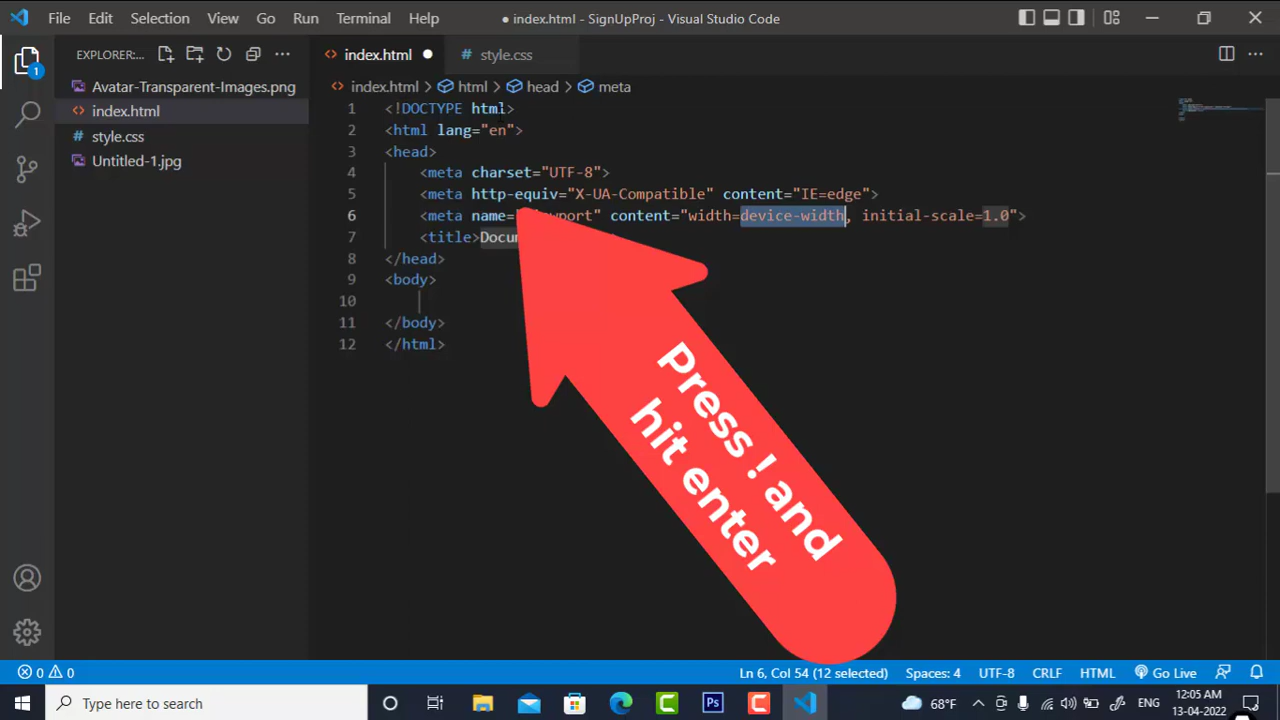 File Edit Selection View Go Run Terminal Help
● index.html - SignUpProj - Visual Studio Code
EXPLORER:...
Avatar-Transparent-Images.png
index.html
style.css
Untitled-1.jpg
1
index.html ●
# style.css
index.html > html > head > meta
1 <!DOCTYPE html>
2 <html lang="en">
3 <head>
4 <meta charset="UTF-8">
5 <meta http-equiv="X-UA-Compatible" content="IE=edge">
6 <meta name= content="width=device-width, initial-scale=1.0">
7 <title>
8 </head>
9 <body>
10
11 </body>
12 </html>
Press ! and
hit enter
0 0
Ln 6, Col 54 (12 selected) Spaces: 4 UTF-8 CRLF HTML Go Live
Type here to search
Ps
68°F
ENG
12:05 AM
13-04-2022